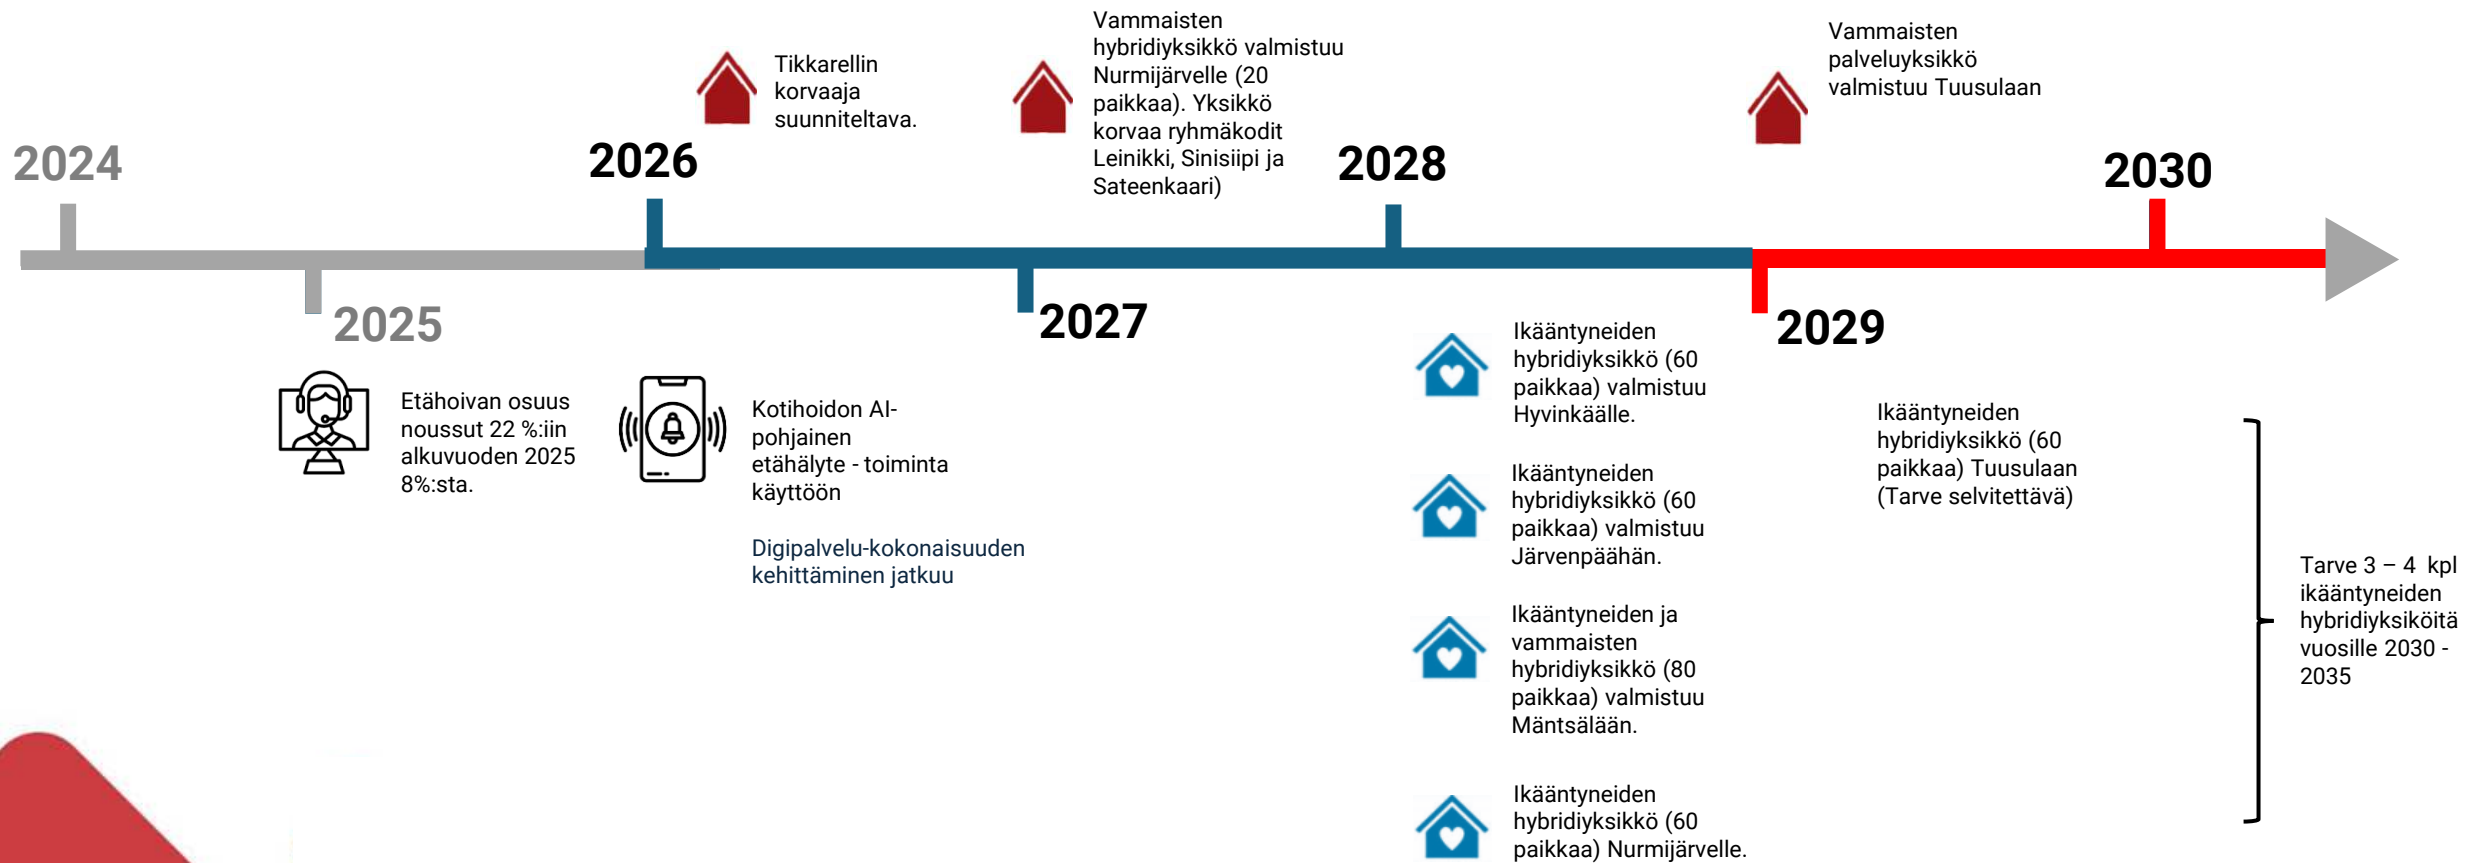 Tikkarellin
korvaaja
suunniteltava.
Vammaisten
hybridiyksikkö valmistuu
Nurmijärvelle (20
paikkaa). Yksikkö
korvaa ryhmäkodit
Leinikki, Sinisiipi ja
Sateenkaari)
Vammaisten
palveluyksikkö
valmistuu Tuusulaan
2024
2026
2028
2030
2025
2027
2029
Etähoivan osuus
noussut 22 %:iin
alkuvuoden 2025
8%:sta.
Kotihoidon AI-
pohjainen
etähälyte - toiminta
käyttöön
Digipalvelu-kokonaisuuden
kehittäminen jatkuu
Ikääntyneiden
hybridiyksikkö (60
paikkaa) valmistuu
Hyvinkäälle.
Ikääntyneiden
hybridiyksikkö (60
paikkaa) valmistuu
Järvenpäähän.
Ikääntyneiden ja
vammaisten
hybridiyksikkö (80
paikkaa) valmistuu
Mäntsälään.
Ikääntyneiden
hybridiyksikkö (60
paikkaa) Nurmijärvelle.
Ikääntyneiden
hybridiyksikkö (60
paikkaa) Tuusulaan
(Tarve selvitettävä)
Tarve 3 – 4 kpl
ikääntyneiden
hybridiyksiköitä
vuosille 2030 -
2035